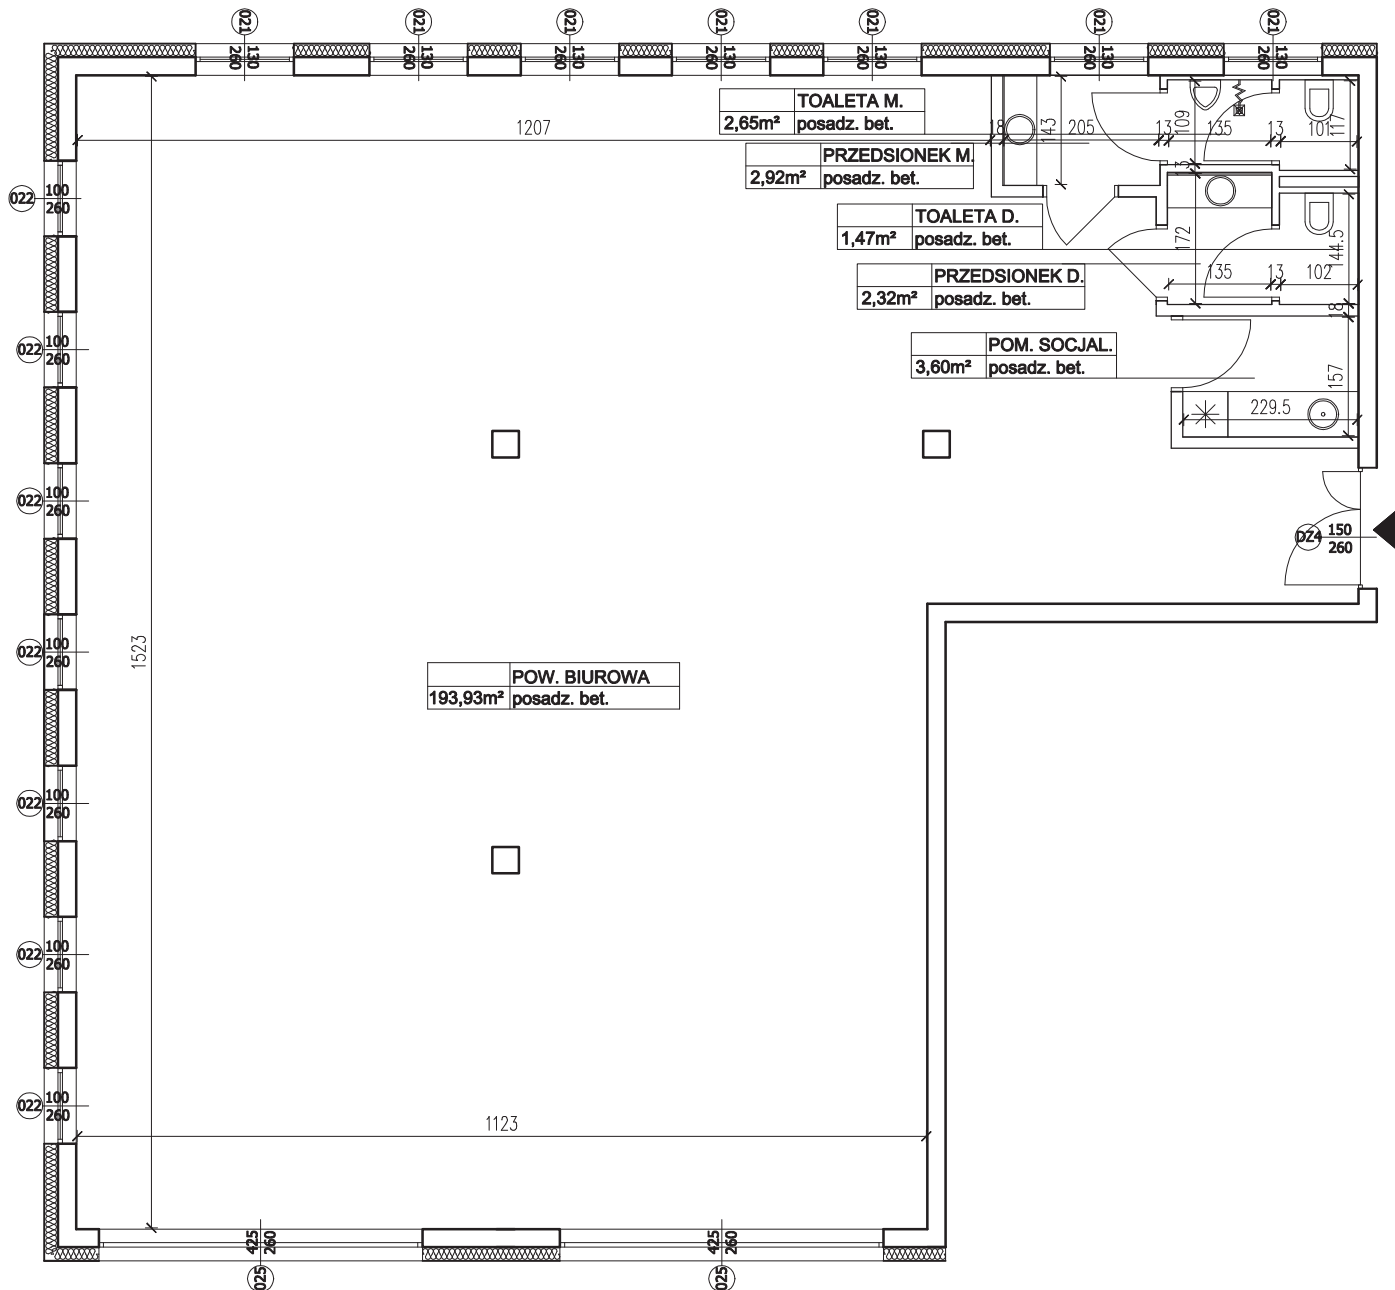 021 021 021 021 021 021 021
130 130 130 130 130 130 130
260 260 260 260 260 260 260
TOALETA M.
2,65m² posadz. bet.
1207 18 143 205 13 109 135 13 101 117
PRZEDSIONEK M.
2,92m² posadz. bet.
13
022 100
260
TOALETA D.
1,47m² posadz. bet.
172 144.5
PRZEDSIONEK D.
2,32m² posadz. bet.
135 13 102
18
POM. SOCJAL.
3,60m² posadz. bet.
022 100
260
157
229.5
022 100
260
DZ4 150
260
022 100
260
1523
POW. BIUROWA
193,93m² posadz. bet.
022 100
260
022 100
260
022 100
260
1123
425 425
260 260
025 025